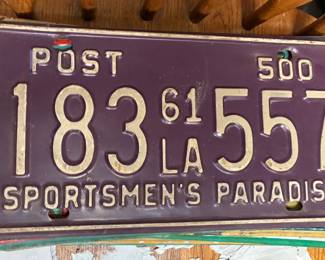 POST 500
183 61 LA 557
SPORTSMEN'S PARADIS